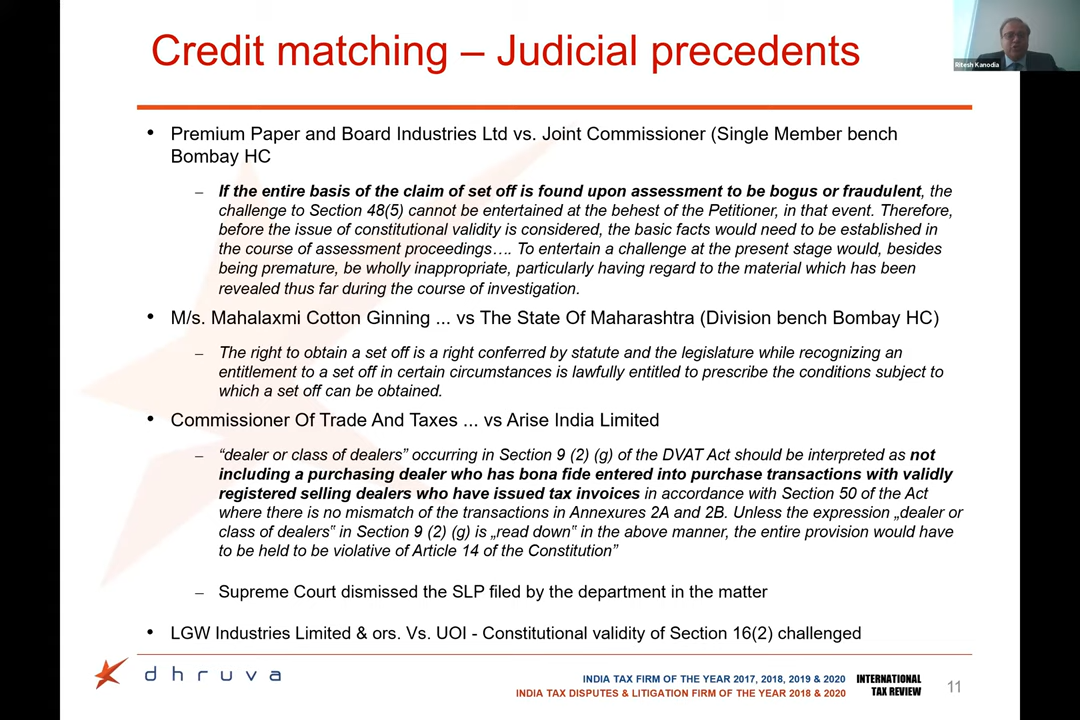 Credit matching – Judicial precedents
Ritesh Kanodia
• Premium Paper and Board Industries Ltd vs. Joint Commissioner (Single Member bench
Bombay HC
– If the entire basis of the claim of set off is found upon assessment to be bogus or fraudulent, the
challenge to Section 48(5) cannot be entertained at the behest of the Petitioner, in that event. Therefore,
before the issue of constitutional validity is considered, the basic facts would need to be established in
the course of assessment proceedings…. To entertain a challenge at the present stage would, besides
being premature, be wholly inappropriate, particularly having regard to the material which has been
revealed thus far during the course of investigation.
• M/s. Mahalaxmi Cotton Ginning ... vs The State Of Maharashtra (Division bench Bombay HC)
– The right to obtain a set off is a right conferred by statute and the legislature while recognizing an
entitlement to a set off in certain circumstances is lawfully entitled to prescribe the conditions subject to
which a set off can be obtained.
• Commissioner Of Trade And Taxes ... vs Arise India Limited
– “dealer or class of dealers” occurring in Section 9 (2) (g) of the DVAT Act should be interpreted as not
including a purchasing dealer who has bona fide entered into purchase transactions with validly
registered selling dealers who have issued tax invoices in accordance with Section 50 of the Act
where there is no mismatch of the transactions in Annexures 2A and 2B. Unless the expression „dealer or
class of dealers‟ in Section 9 (2) (g) is „read down‟ in the above manner, the entire provision would have
to be held to be violative of Article 14 of the Constitution”
– Supreme Court dismissed the SLP filed by the department in the matter
• LGW Industries Limited & ors. Vs. UOI - Constitutional validity of Section 16(2) challenged
dhruva
INDIA TAX FIRM OF THE YEAR 2017, 2018, 2019 & 2020
INDIA TAX DISPUTES & LITIGATION FIRM OF THE YEAR 2018 & 2020
INTERNATIONAL
TAX REVIEW
11